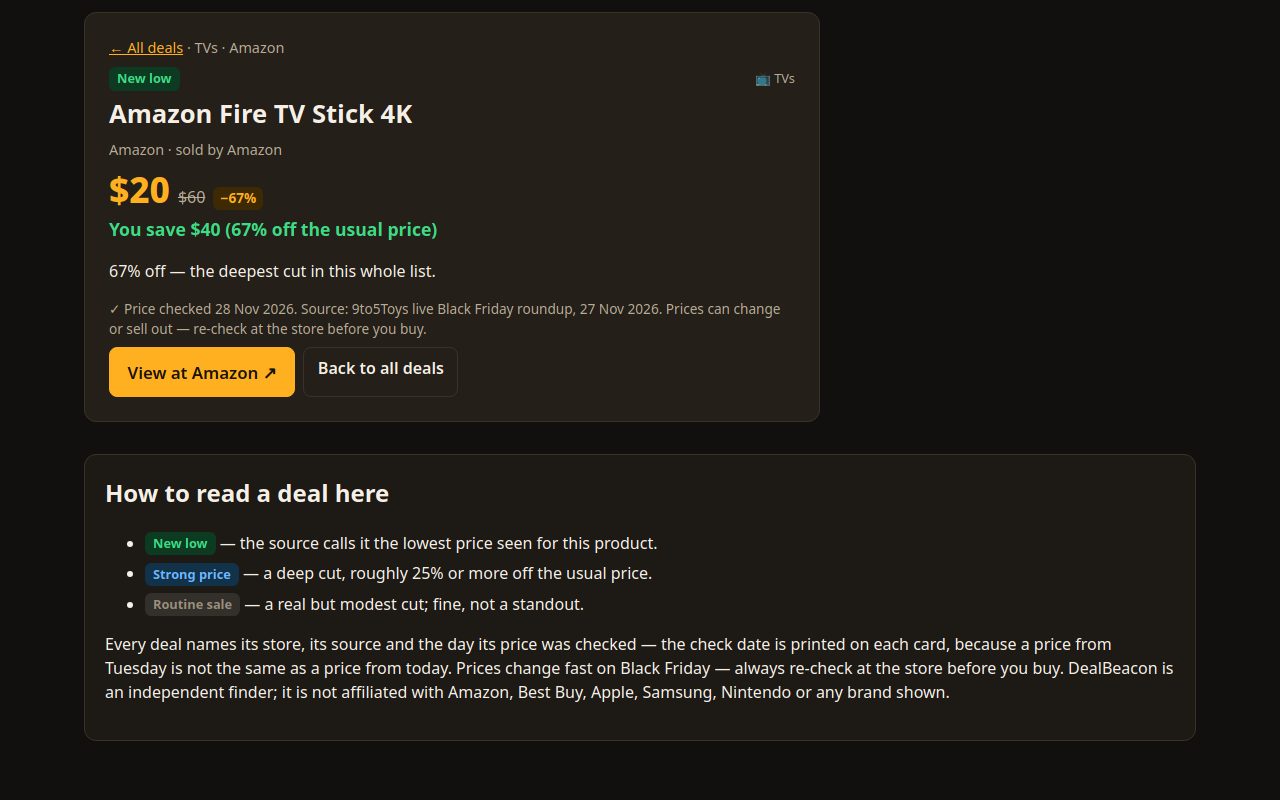 ← All deals · TVs · Amazon
New low
📺 TVs
Amazon Fire TV Stick 4K
Amazon · sold by Amazon
$20 $60 −67%
You save $40 (67% off the usual price)
67% off — the deepest cut in this whole list.
✓ Price checked 28 Nov 2026. Source: 9to5Toys live Black Friday roundup, 27 Nov 2026. Prices can change
or sell out — re-check at the store before you buy.
View at Amazon ↗
Back to all deals
How to read a deal here
• New low — the source calls it the lowest price seen for this product.
• Strong price — a deep cut, roughly 25% or more off the usual price.
• Routine sale — a real but modest cut; fine, not a standout.
Every deal names its store, its source and the day its price was checked — the check date is printed on each card, because a price from
Tuesday is not the same as a price from today. Prices change fast on Black Friday — always re-check at the store before you buy. DealBeacon is
an independent finder; it is not affiliated with Amazon, Best Buy, Apple, Samsung, Nintendo or any brand shown.